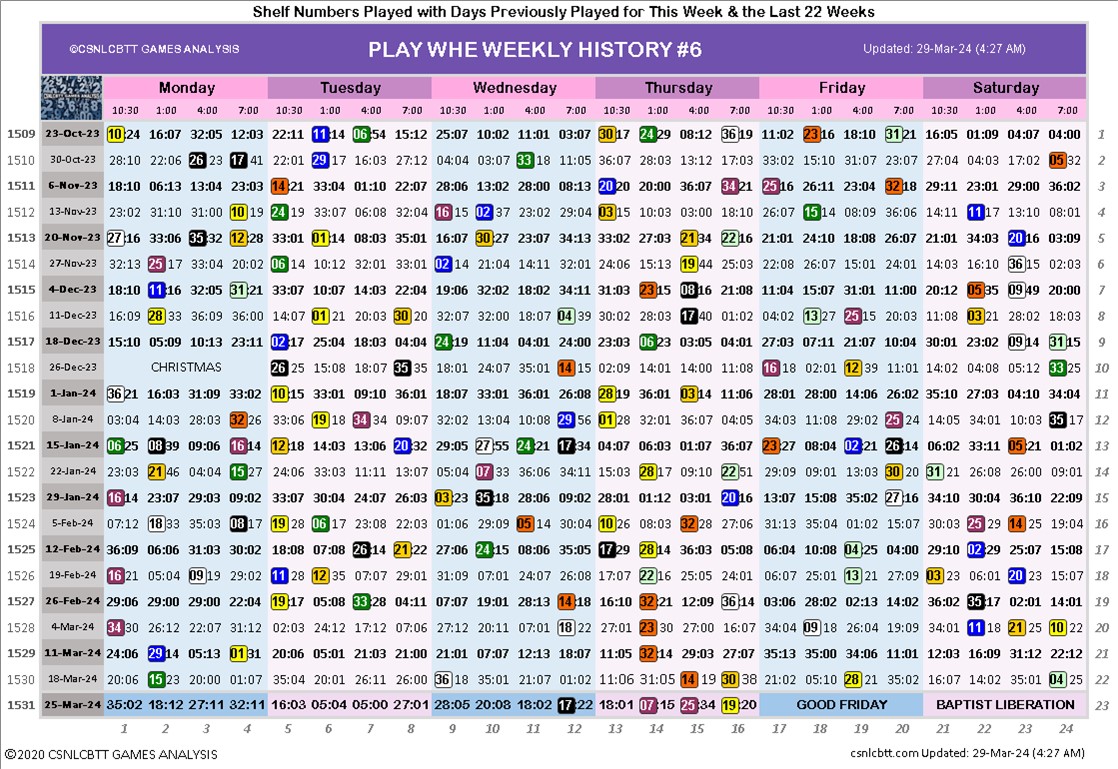 Shelf Numbers Played with Days Previously Played for This Week & the Last 22 Weeks
©CSNLCBTT GAMES ANALYSIS PLAY WHE WEEKLY HISTORY #6 Updated: 29-Mar-24 (4:27 AM)
Monday Tuesday Wednesday Thursday Friday Saturday
10:30 1:00 4:00 7:00 10:30 1:00 4:00 7:00 10:30 1:00 4:00 7:00 10:30 1:00 4:00 7:00 10:30 1:00 4:00 7:00 10:30 1:00 4:00 7:00
1509 23-Oct-23 10:24 16:07 32:05 12:03 22:11 11:14 06:54 15:12 25:07 10:02 11:01 03:07 30:17 24:29 08:12 36:19 11:02 23:16 18:10 31:21 16:05 01:09 04:07 04:00 1
1510 30-Oct-23 28:10 22:06 26 23 17 41 22:01 29:17 16:03 27:12 04:04 03:07 33 18 11:05 36:07 28:03 13:12 17:03 33:02 15:10 31:07 23:07 27:04 04:03 17:02 05 32 2
1511 6-Nov-23 18:10 06:13 13:04 23:03 14:21 33:04 01:10 22:07 28:06 13:02 28:00 08:13 20:20 20:00 36:07 34:21 25:16 26:11 23:04 32:18 29:11 23:01 29:00 36:02 3
1512 13-Nov-23 23:02 31:10 31:00 10 19 24 19 33:07 06:08 32:04 16 15 02:37 23:02 29:04 03:15 10:03 03:00 18:10 26:07 15:14 08:09 36:06 14:11 11:17 13:10 08:01 4
1513 20-Nov-23 27:16 33:06 35:32 12:28 33:01 01:14 18:03 35:01 16:07 30:27 23:07 34:13 33:02 27:03 21:34 22:16 21:01 24:10 18:08 26:07 21:01 34:03 20:16 03:09 5
1514 27-Nov-23 32:13 25 17 33:04 20:02 06:14 10:12 32:01 33:01 02:14 21:04 14:11 32:01 24:06 15:13 19 44 25:03 22:08 26:07 11:01 24:01 14:03 16:10 36 15 02:03 6
1515 4-Dec-23 18:10 11:16 32:05 31:21 33:07 10:07 14:03 22:04 19:06 32:02 18:02 34:11 31:03 23:15 08:16 21:08 11:04 15:07 31:01 11:00 20:12 05:35 09:49 20:00 7
1516 11-Dec-23 16:09 28 33 36:09 36:00 14:07 01:21 20:03 30 20 32:07 32:00 18:07 04 39 30:02 28:03 17 40 01:02 04:02 13:27 25 15 20:03 11:08 03:21 28:02 18:03 8
1517 18-Dec-23 15:10 05:09 10:13 23:11 02:17 25:04 18:03 34:09 24:09 11:04 04:01 24:00 23:04 06:23 03:05 04:01 27:03 07:11 21:07 10:04 30:01 23:02 09:14 31:15 9
1518 26-Dec-23 CHRISTMAS 26 25 15:08 18:07 35 35 18:01 24:07 35:01 14 15 02:09 14:01 14:00 11:08 16 18 01:08 12 39 11:01 14:02 04:08 05:12 33 25 10
1519 1-Jan-24 36:21 16:03 31:09 33:02 10:15 33:01 09:10 36:01 18:07 33:01 36:01 26:09 28:19 31:06 03:14 11:05 28:01 28:00 14:06 26:02 35:10 27:03 04:10 34:04 11
1520 8-Jan-24 03:04 14:03 28:03 32 26 33:06 19 18 34 34 09:07 32:02 13:12 10:08 29 56 01:28 32:06 36:07 04:05 34:03 11:07 09:02 25 24 14:05 34:01 10:03 35:17 12
1521 15-Jan-24 06:25 08:39 09:06 16:14 12:18 14:03 13:06 20:32 29:05 27:55 24:21 17:34 04:07 06:03 01:07 36:07 23:27 08:04 02:21 26:14 06:02 33:11 05:21 01:02 13
1522 22-Jan-24 23:03 21 46 04:04 15:27 24:06 33:03 11:11 13:07 05:04 07 33 36:06 34:11 15:03 28:17 09:10 22 51 29:09 09:01 13:03 30 20 31 21 26:08 26:00 09:01 14
1523 29-Jan-24 16:14 23:07 29:03 09:02 33:07 30:04 24:07 26:03 03:23 35:18 28:06 09:02 28:01 01:12 03:01 20:16 13:07 15:08 35:02 27:16 34:10 30:04 36:10 22:09 15
1524 5-Feb-24 07:12 18 33 35:03 08:17 19 28 06:17 23:08 22:03 01:06 29:09 05:14 30:04 10 26 08:03 32 28 27:06 31:13 35:04 01:02 15:07 30:03 25 29 14 25 19:04 16
1525 12-Feb-24 36:09 06:06 31:03 30:02 18:08 07:08 26:14 21:22 27:06 24:15 08:06 35:05 17:29 28:14 36:03 05:08 06:04 10:08 04:25 04:00 29:10 02:29 25:07 15:08 17
1526 19-Feb-24 16 21 05:04 09 19 29:02 11 28 12 35 07:07 29:01 31:09 07:01 24:07 26:08 17:07 22 16 25:05 24:01 06:07 25:01 13 21 27:09 03 23 06:01 20 23 15:07 18
1527 26-Feb-24 29:06 29:00 29:00 22:04 19:17 05:08 33:28 04:11 07:07 19:01 28:13 14:18 16:10 32:21 12:09 36:14 03:06 28:02 02:13 14:02 36:02 35:17 02:01 14:01 19
1528 4-Mar-24 34 30 26:12 22:07 31:12 02:03 24:12 17:12 07:06 27:12 20:11 07:01 18 22 27:01 23 30 27:00 16:07 34:04 09 18 26:04 19:09 34:01 11 18 21 25 10 22 20
1529 11-Mar-24 24:06 29:14 05:13 01:31 20:06 05:01 21:03 21:00 21:01 07:07 12:13 18:07 11:05 32:14 29:03 27:07 35:13 35:00 34:06 11:01 12:03 16:09 31:12 22:12 21
1530 18-Mar-24 20:06 15 23 26:11 20:00 01:07 35:04 20:01 26:11 26:00 36 18 35:01 21:07 01:02 11:06 31:05 14 19 30 38 21:02 05:10 28 21 35:02 16:07 14:02 35:01 04 25 22
1531 25-Mar-24 35:02 18:12 27:11 32:11 16:03 05:04 05:00 27:01 28:05 20:08 18:02 17:22 18:01 07:15 25:34 19:20 GOOD FRIDAY BAPTIST LIBERATION 23
1 2 3 4 5 6 7 8 9 10 11 12 13 14 15 16 17 18 19 20 21 22 23 24
©2020 CSNLCBTT GAMES ANALYSIS csnlcbtt.com Updated: 29-Mar-24 (4:27 AM)